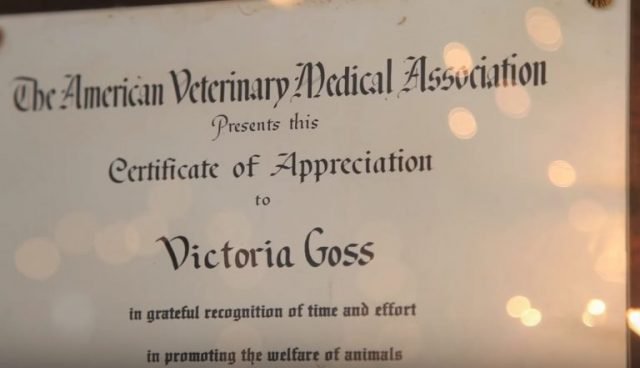 The American Veterinary Medical Association
Presents this
Certificate of Appreciation
to
Victoria Goss
in grateful recognition of time and effort
in promoting the welfare of animals